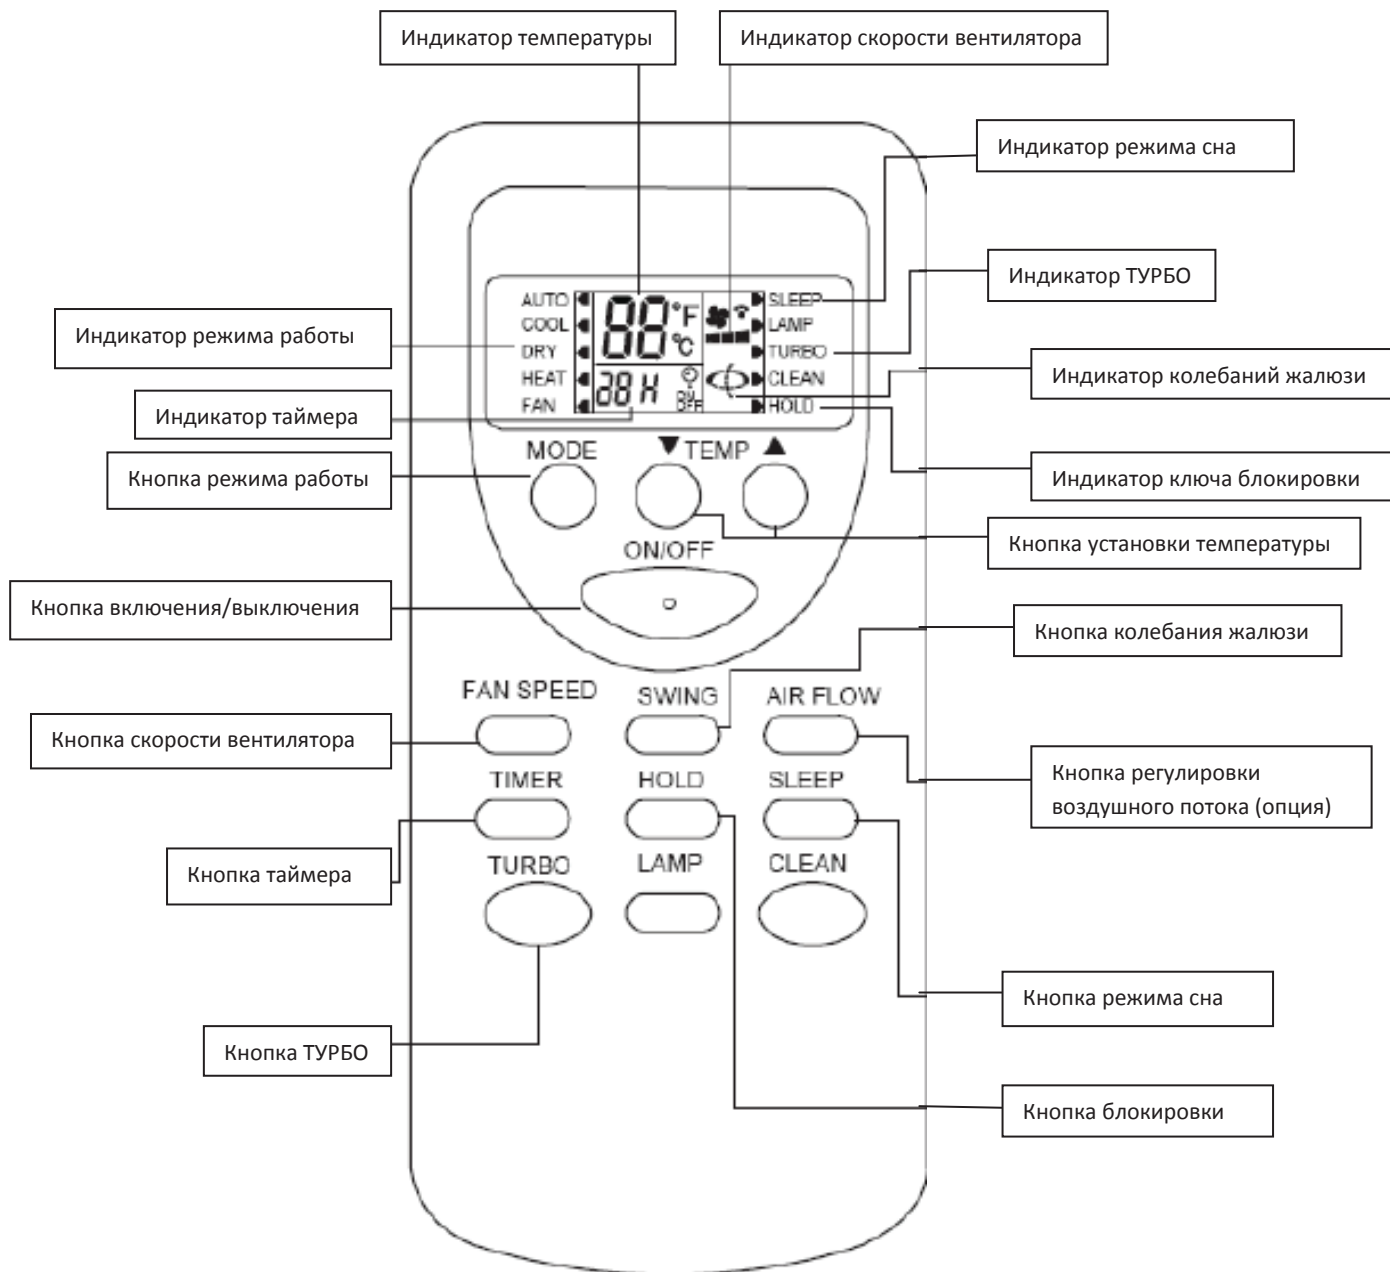 Индикатор температуры
Индикатор скорости вентилятора
Индикатор режима сна
Индикатор ТУРБО
Индикатор режима работы
Индикатор колебаний жалюзи
Индикатор таймера
Кнопка режима работы
Индикатор ключа блокировки
Кнопка установки температуры
Кнопка включения/выключения
Кнопка колебания жалюзи
Кнопка скорости вентилятора
Кнопка регулировки
воздушного потока (опция)
Кнопка таймера
Кнопка режима сна
Кнопка ТУРБО
Кнопка блокировки
AUTO
COOL
DRY
HEAT
FAN
88 °F
°C
88 H
ON
OFF
SLEEP
LAMP
TURBO
CLEAN
HOLD
MODE
▼ TEMP ▲
ON/OFF
FAN SPEED
SWING
AIR FLOW
TIMER
HOLD
SLEEP
TURBO
LAMP
CLEAN